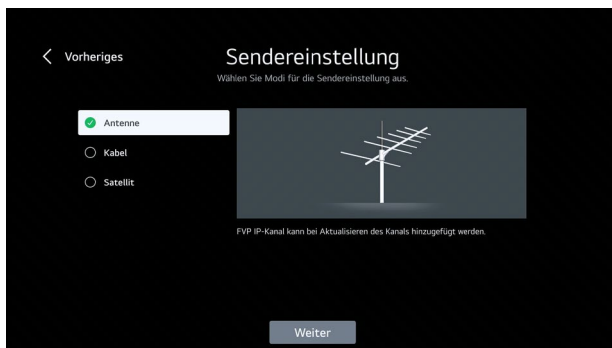 Vorheriges
Sendereinstellung
Wählen Sie Modi für die Sendereinstellung aus.
Antenne
Kabel
Satellit
FVP IP-Kanal kann bei Aktualisieren des Kanals hinzugefügt werden.
Weiter